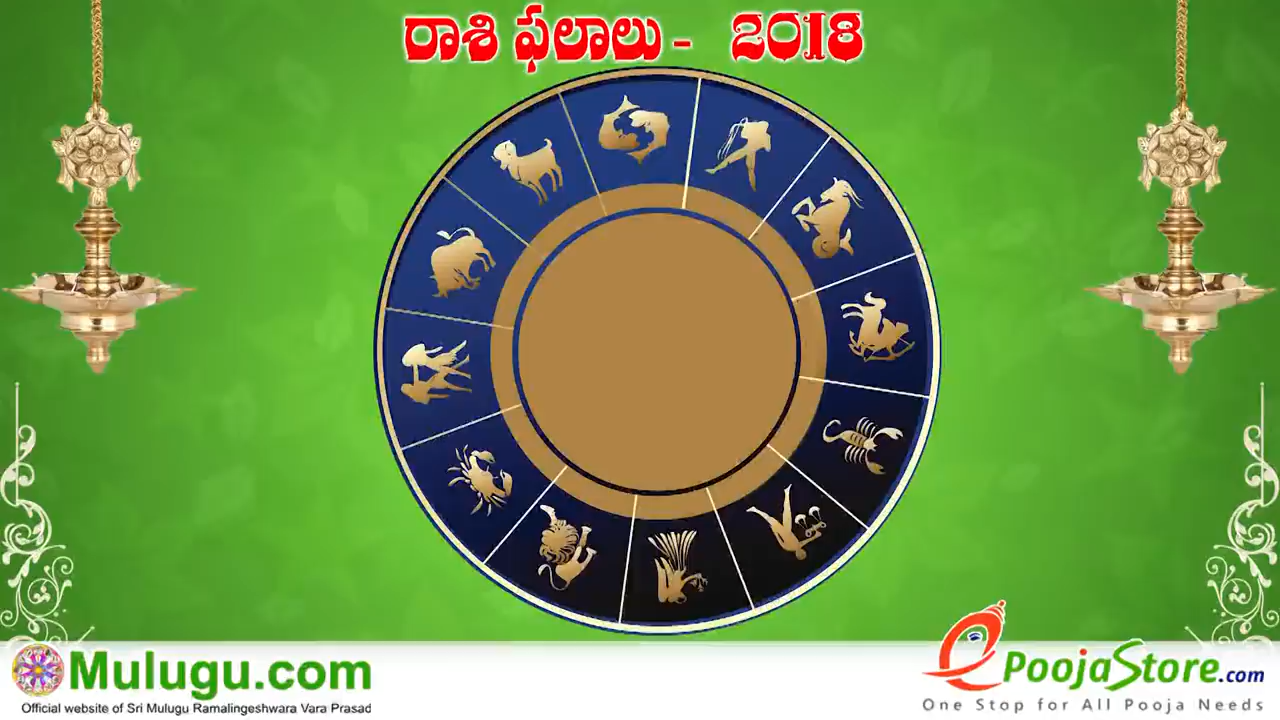 రాశి ఫలాలు - 2018
Mulugu.com
Official website of Sri Mulugu Ramalingeshwara Vara Prasad
ePoojaStore.com
One Stop for All Pooja Needs